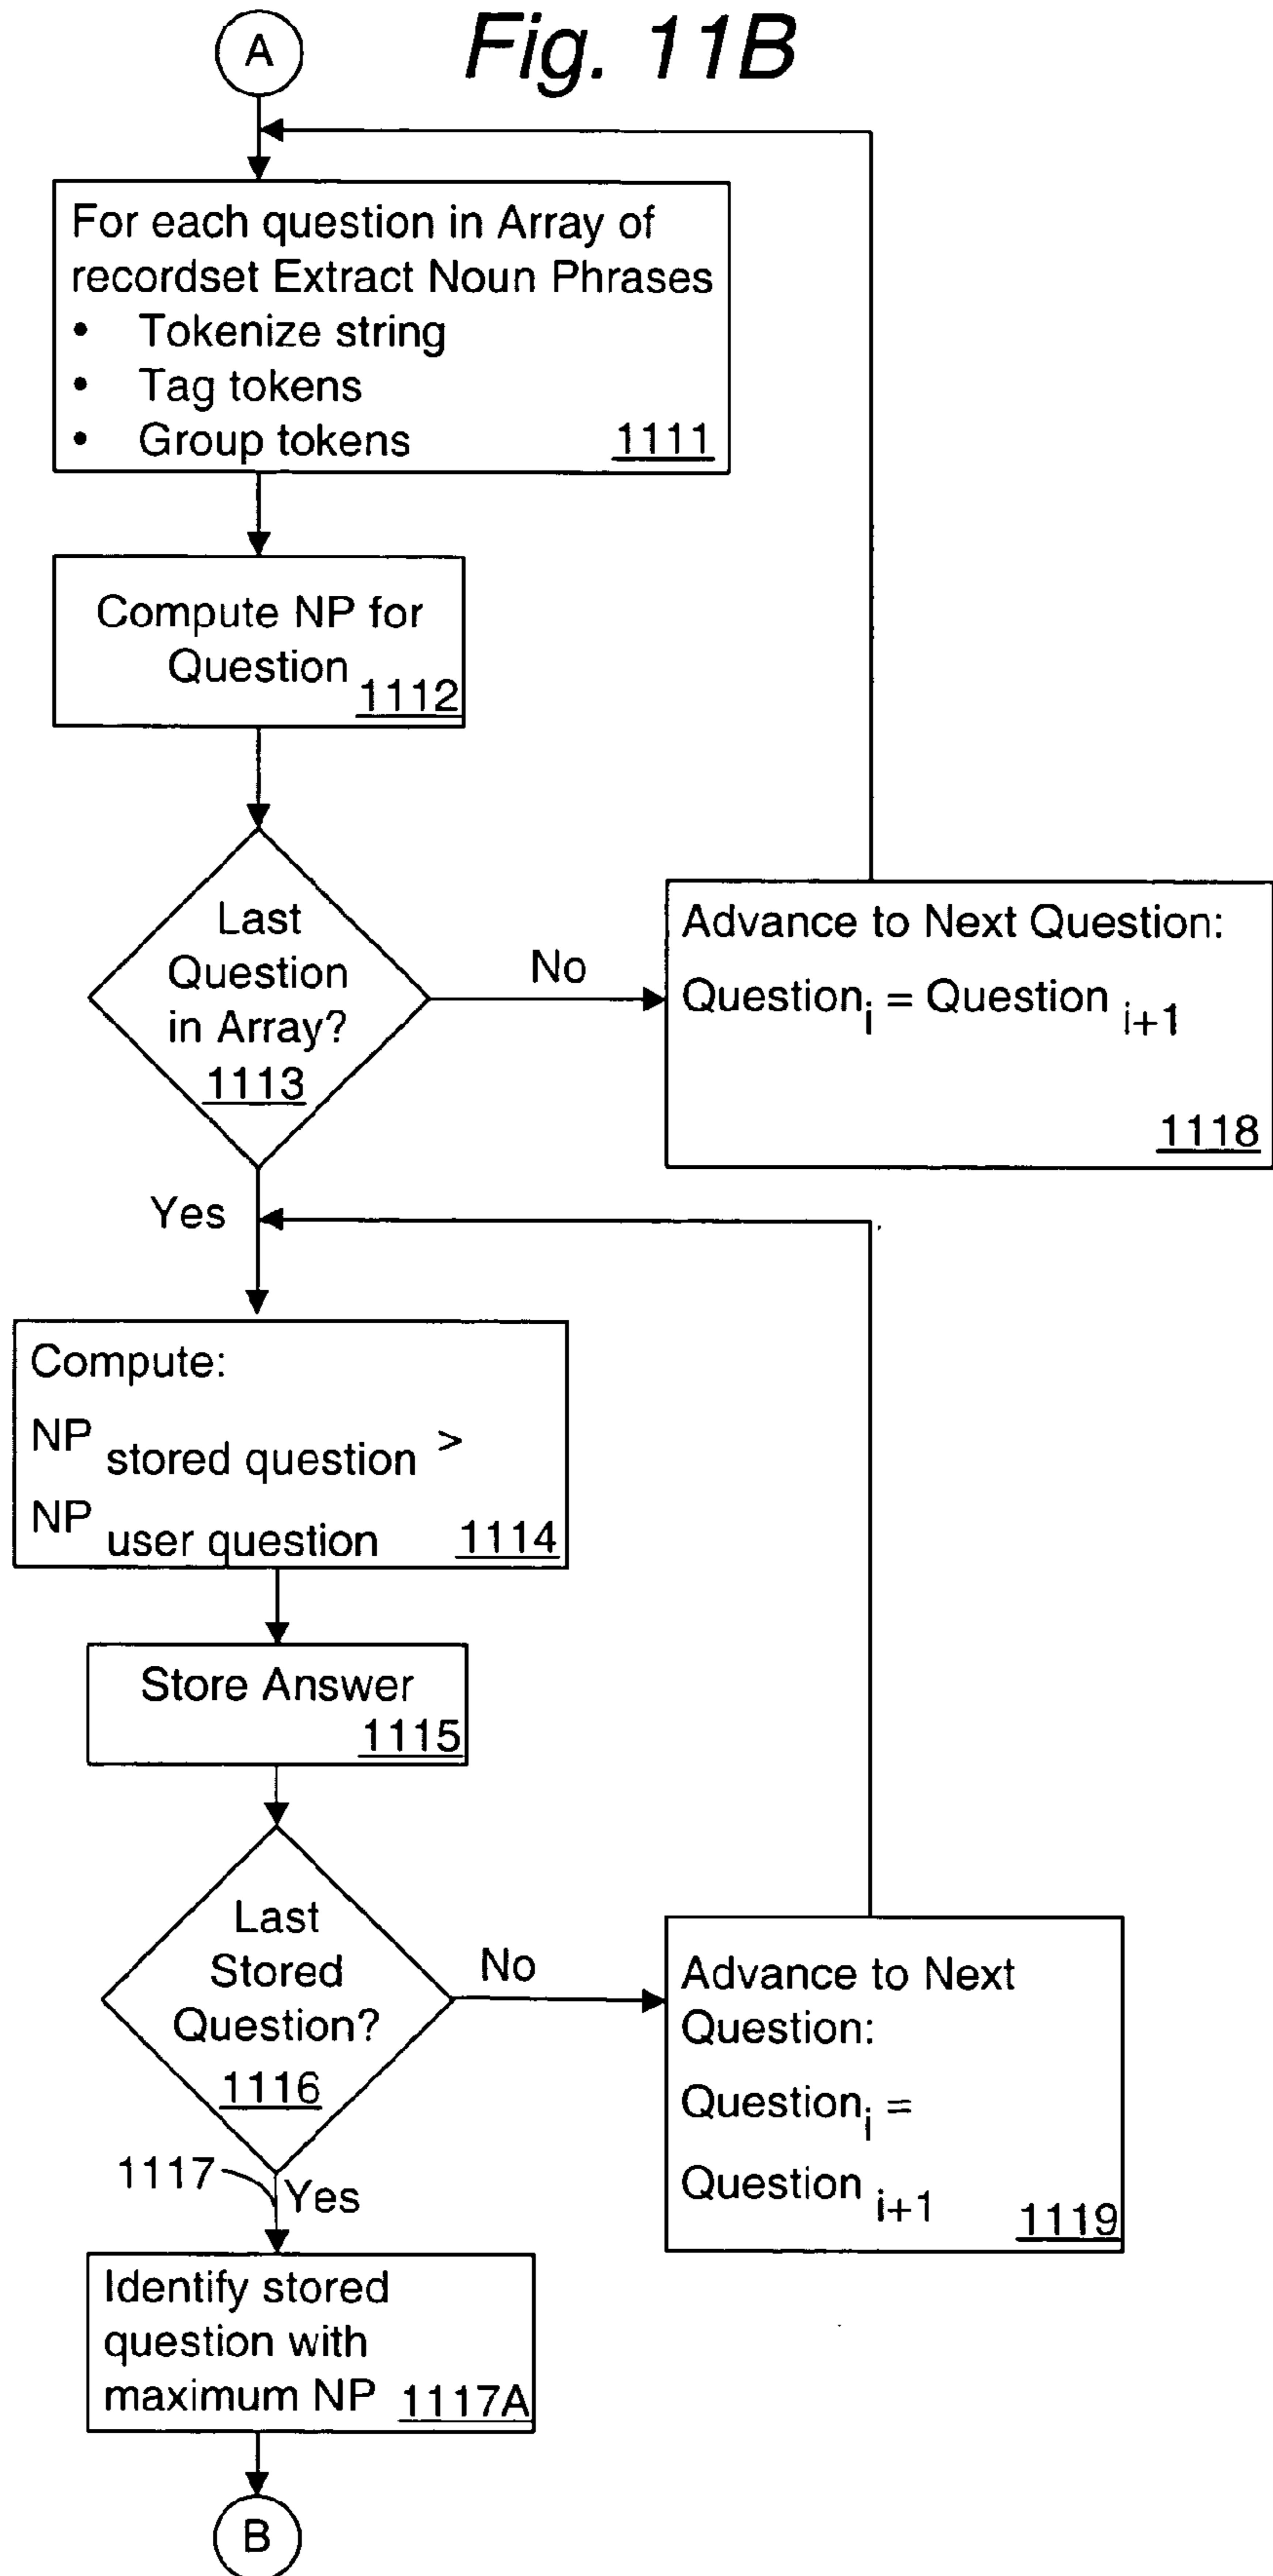 Fig. 11B
A
For each question in Array of
recordset Extract Noun Phrases
• Tokenize string
• Tag tokens
• Group tokens 1111
Compute NP for
Question 1112
Last
Question
in Array?
1113
No
Advance to Next Question:
Question i = Question i+1
1118
Yes
Compute:
NP stored question >
NP user question 1114
Store Answer
1115
Last
Stored
Question?
1116
No
Advance to Next
Question:
Question i =
Question i+1 1119
1117
Yes
Identify stored
question with
maximum NP 1117A
B